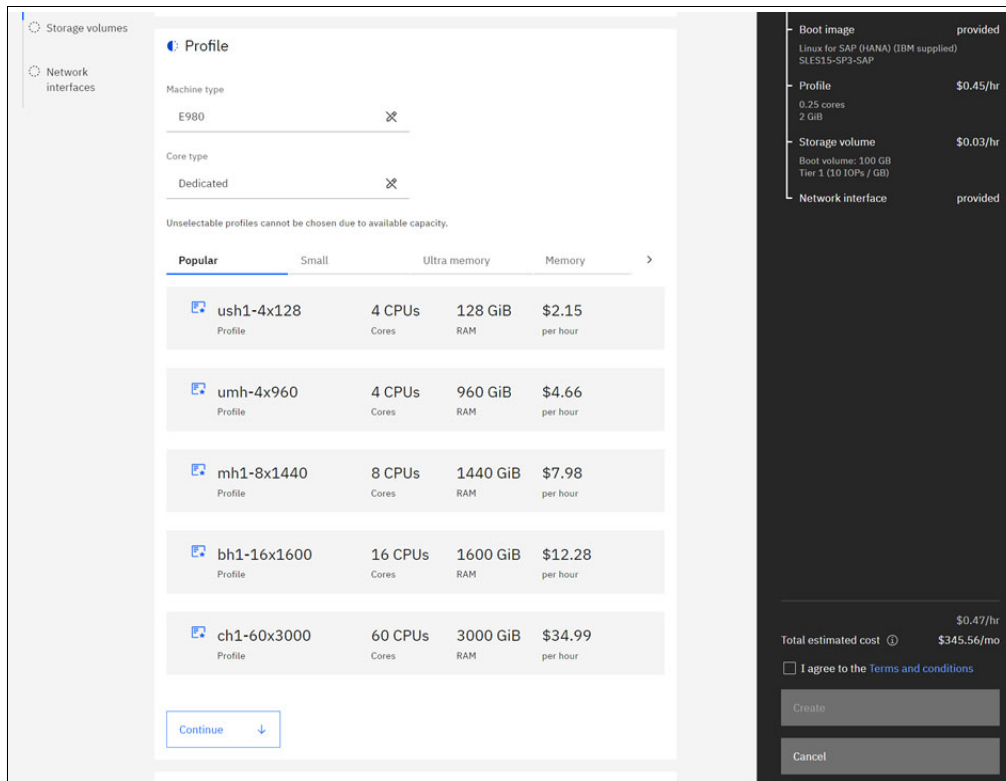 Storage volumes
Network
interfaces
Profile
Machine type
E980
Core type
Dedicated
Unselectable profiles cannot be chosen due to available capacity.
Popular Small Ultra memory Memory
ush1-4x128 4 CPUs 128 GiB $2.15
Profile Cores RAM per hour
umh-4x960 4 CPUs 960 GiB $4.66
Profile Cores RAM per hour
mh1-8x1440 8 CPUs 1440 GiB $7.98
Profile Cores RAM per hour
bh1-16x1600 16 CPUs 1600 GiB $12.28
Profile Cores RAM per hour
ch1-60x3000 60 CPUs 3000 GiB $34.99
Profile Cores RAM per hour
Continue
Boot image provided
Linux for SAP (HANA) (IBM supplied)
SLES15-SP3-SAP
Profile $0.45/hr
0.25 cores
2 GiB
Storage volume $0.03/hr
Boot volume: 100 GB
Tier 1 (10 IOPs / GB)
Network interface provided
$0.47/hr
Total estimated cost $345.56/mo
I agree to the Terms and conditions
Create
Cancel